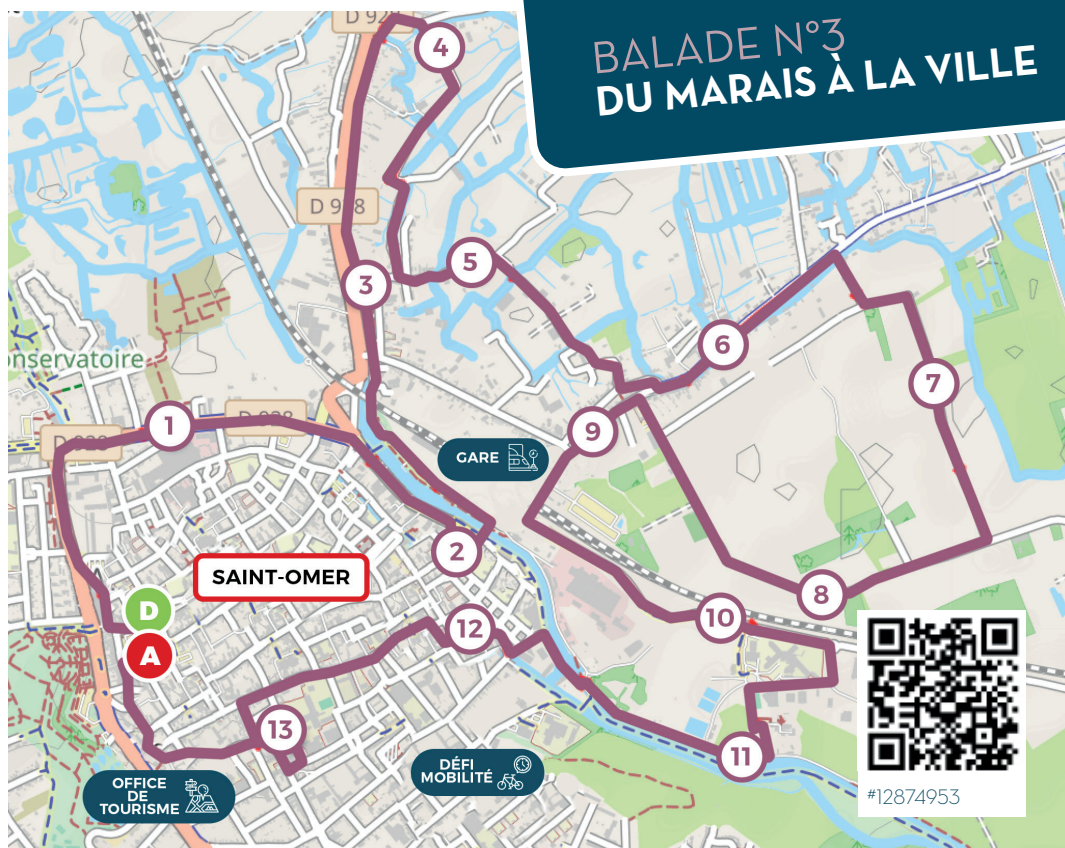 BALADE N°3
DU MARAIS À LA VILLE
D 928
4
D 928
5
3
6
onservatoire
7
1
D 928
D 928
9
GARE
2
SAINT-OMER
8
D
10
12
A
13
11
OFFICE
DE
TOURISME
DÉFI
MOBILITÉ
#12874953